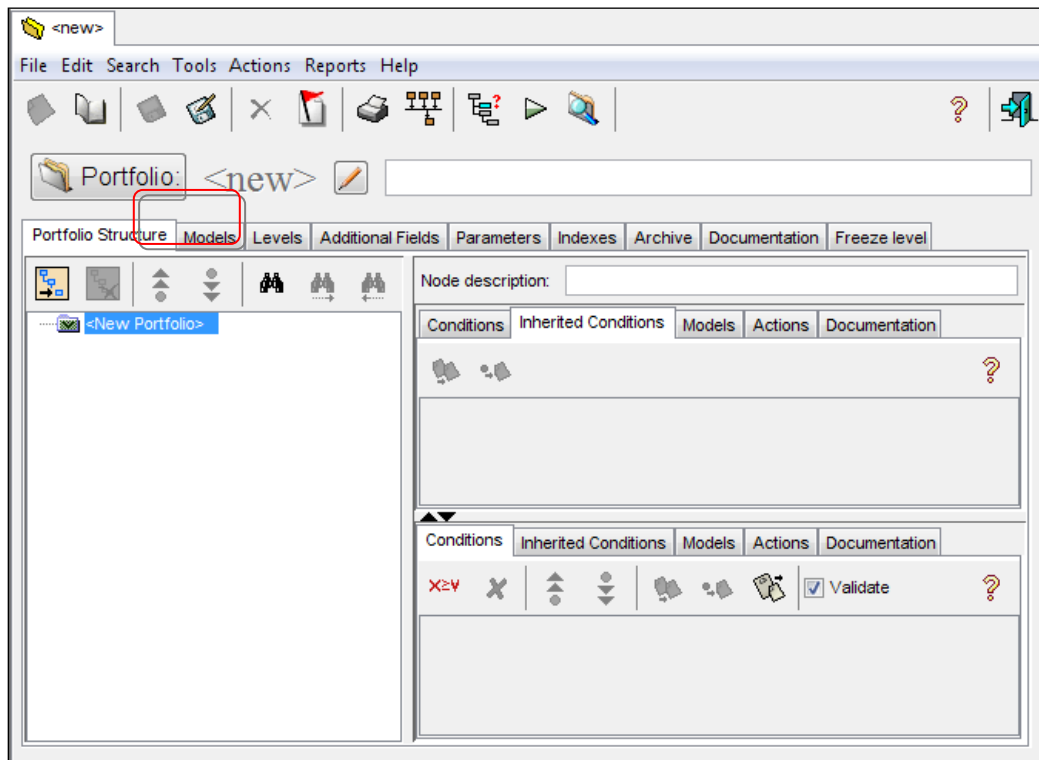 <new>
File Edit Search Tools Actions Reports Help
Portfolio: <new>
Portfolio Structure Models Levels Additional Fields Parameters Indexes Archive Documentation Freeze level
Node description:
<New Portfolio>
Conditions Inherited Conditions Models Actions Documentation
Conditions Inherited Conditions Models Actions Documentation
X≥Y
Validate